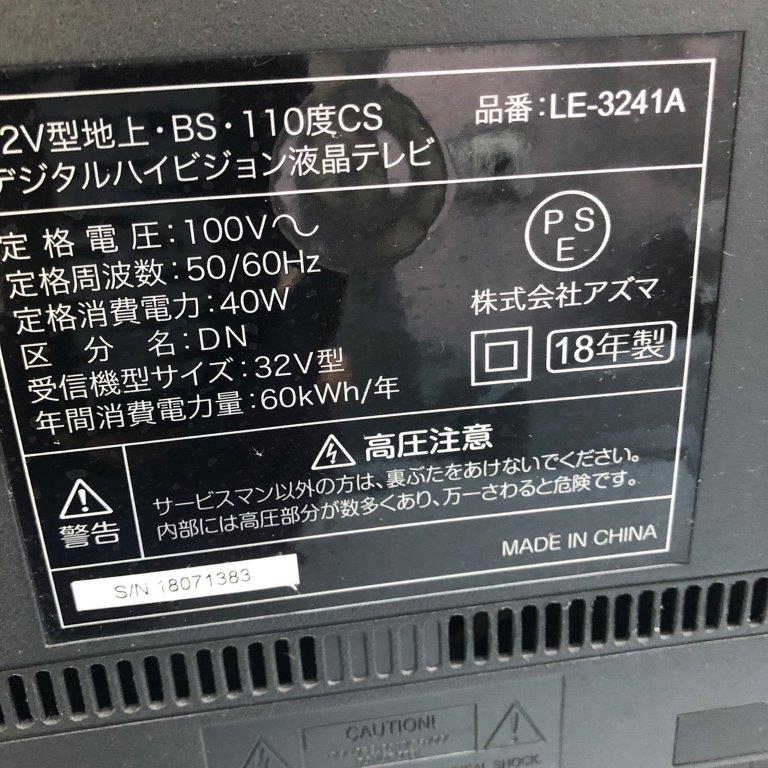 2V型地上・BS・110度CS
デジタルハイビジョン液晶テレビ
品番:LE-3241A
定格電圧:100V〜
定格周波数:50/60Hz
定格消費電力:40W
区分名:DN
受信機型サイズ:32V型
年間消費電力量:60kWh/年
PSE
株式会社アズマ
18年製
警告
高圧注意
サービスマン以外の方は、裏ぶたをあけないでください。
内部には高圧部分が数多くあり、万一さわると危険です。
S/N 18071383
MADE IN CHINA
CAUTION!
SHOCK